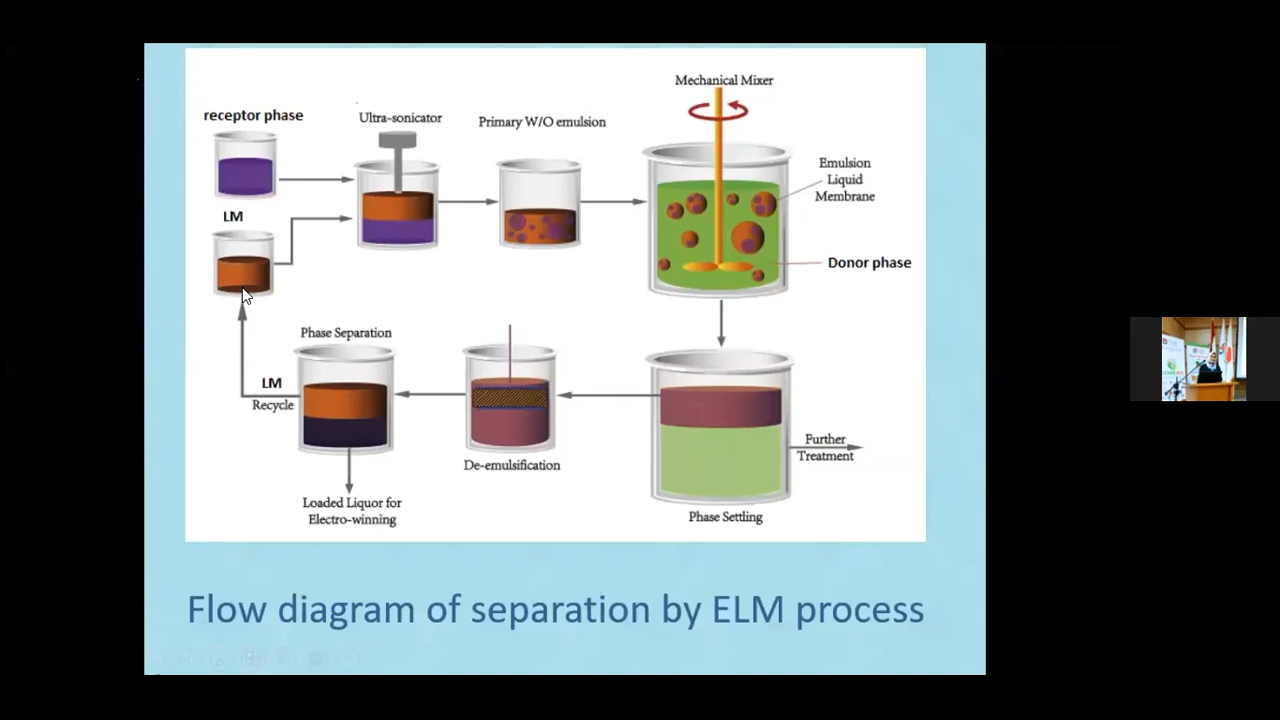 Mechanical Mixer
receptor phase
Ultra-sonicator
Primary W/O emulsion
Emulsion
Liquid
Membrane
LM
Donor phase
Phase Separation
LM
Recycle
De-emulsification
Further
Treatment
Loaded Liquor for
Electro-winning
Phase Settling
Flow diagram of separation by ELM process